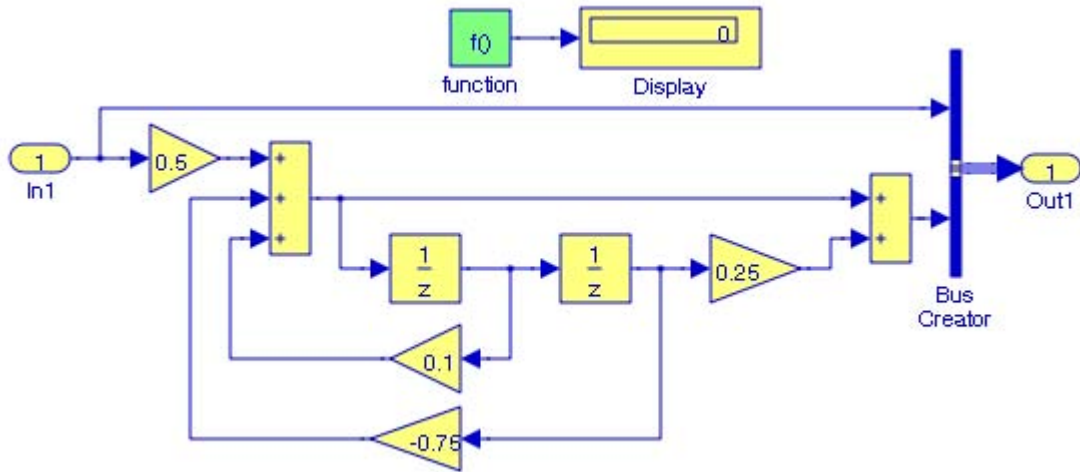 f()
0
function
Display
1
In1
0.5
+
+
+
+
+
1
Out1
1
z
1
z
0.25
Bus
Creator
0.1
-0.75